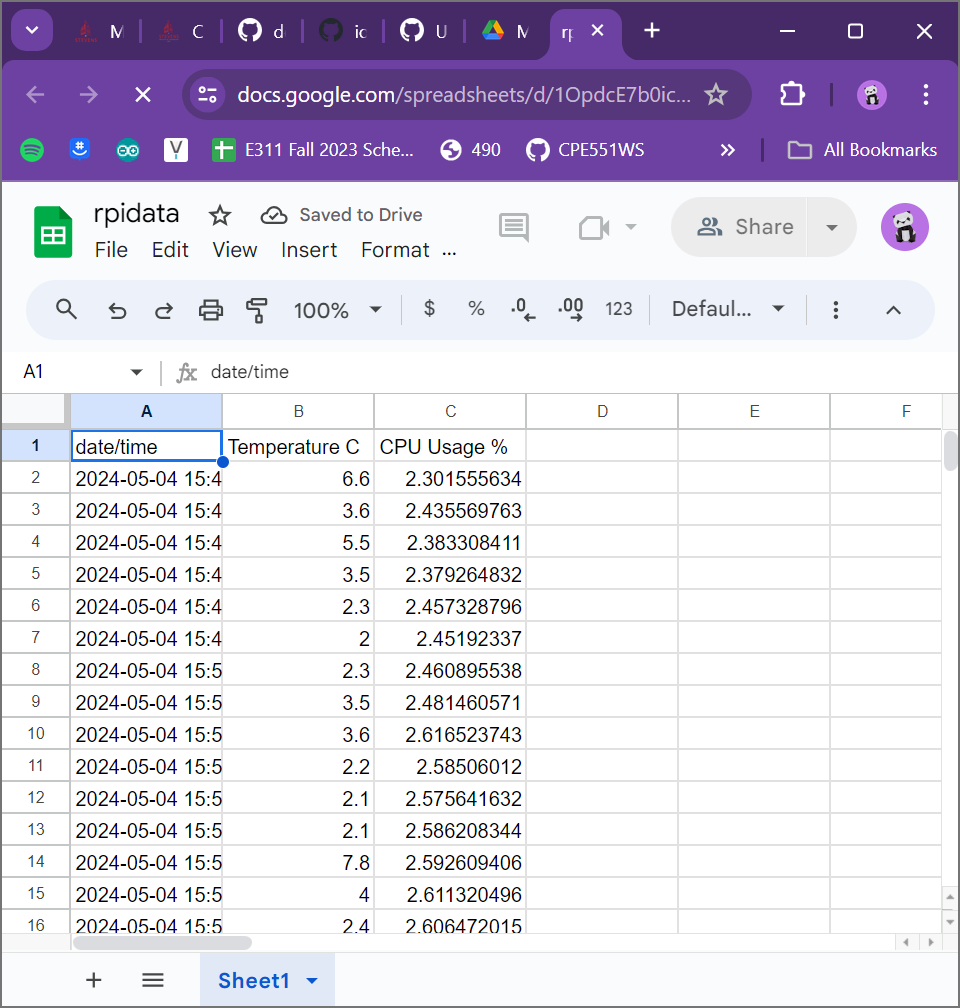 M C d ic U M rp
docs.google.com/spreadsheets/d/1OpdcE7b0ic...
E311 Fall 2023 Sche... 490 CPE551WS All Bookmarks
rpidata Saved to Drive
File Edit View Insert Format ...
Share
100% $ % .0 .00 123 Defaul...
A1 fx date/time
A B C D E F
1 date/time Temperature C CPU Usage %
2 2024-05-04 15:4 6.6 2.301555634
3 2024-05-04 15:4 3.6 2.435569763
4 2024-05-04 15:4 5.5 2.383308411
5 2024-05-04 15:4 3.5 2.379264832
6 2024-05-04 15:4 2.3 2.457328796
7 2024-05-04 15:4 2 2.45192337
8 2024-05-04 15:5 2.3 2.460895538
9 2024-05-04 15:5 3.5 2.481460571
10 2024-05-04 15:5 3.6 2.616523743
11 2024-05-04 15:5 2.2 2.58506012
12 2024-05-04 15:5 2.1 2.575641632
13 2024-05-04 15:5 2.1 2.586208344
14 2024-05-04 15:5 7.8 2.592609406
15 2024-05-04 15:5 4 2.611320496
16 2024-05-04 15:5 2.4 2.606472015
Sheet1